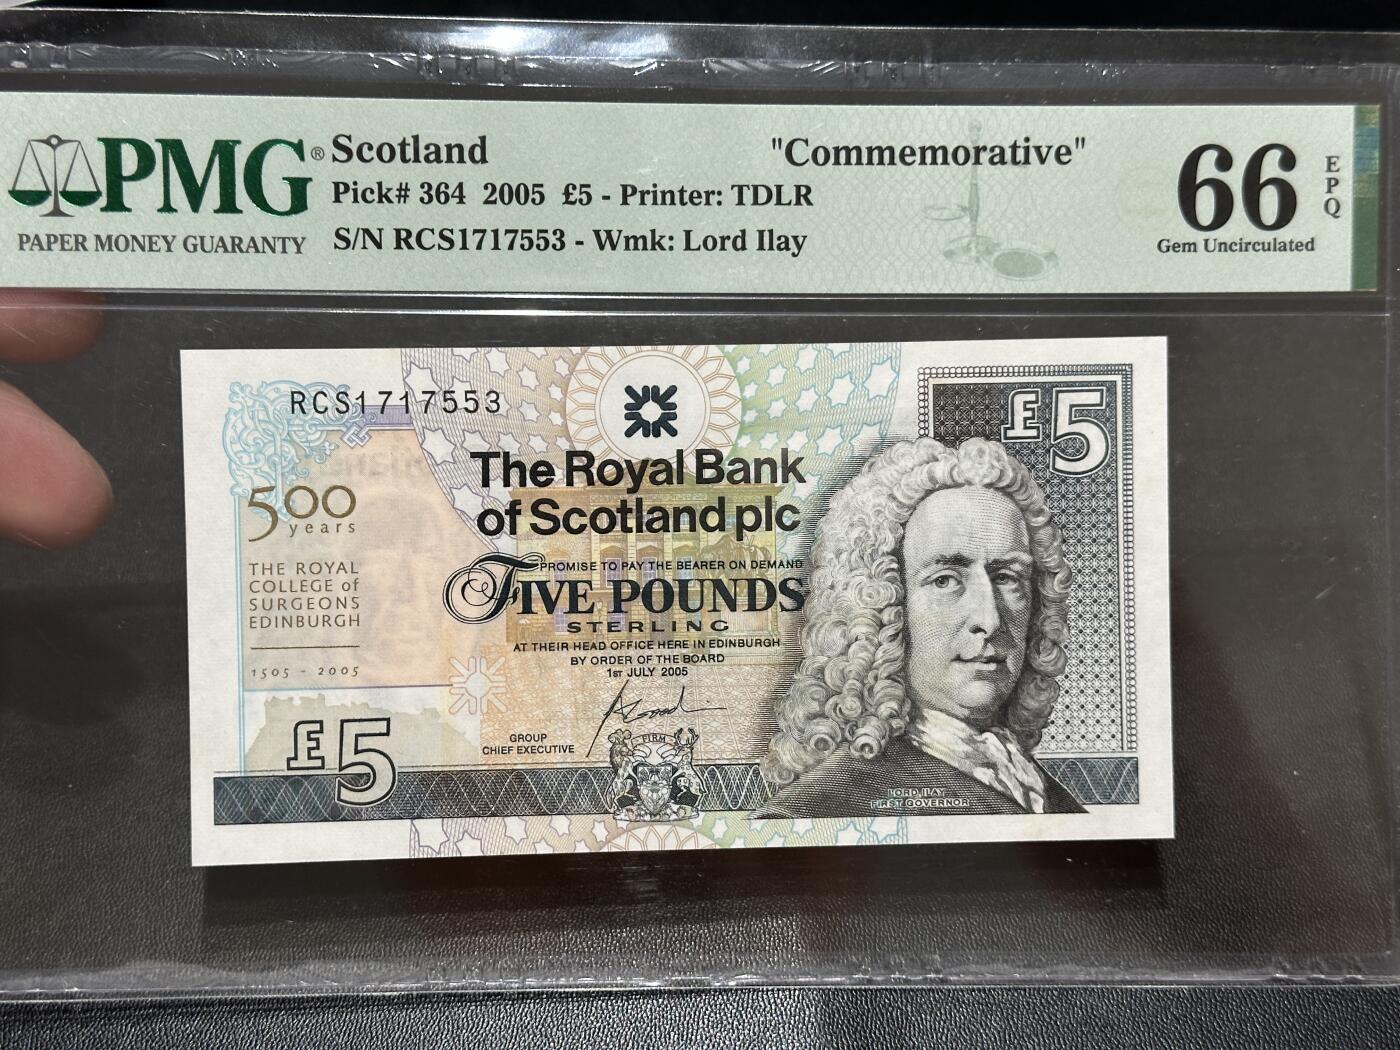 PMG®
PAPER MONEY GUARANTY
Scotland "Commemorative"
Pick# 364 2005 £5 - Printer: TDLR
S/N RCS1717553 - Wmk: Lord Ilay
66
EPQ
Gem Uncirculated
RCS1717553
£5
500
years
THE ROYAL
COLLEGE of
SURGEONS
EDINBURGH
1505 - 2005
The Royal Bank
of Scotland plc
PROMISE TO PAY THE BEARER ON DEMAND
FIVE POUNDS
STERLING
AT THEIR HEAD OFFICE HERE IN EDINBURGH
BY ORDER OF THE BOARD
1ST JULY 2005
GROUP
CHIEF EXECUTIVE
FIRM
£5
LORD ILAY
FIRST GOVERNOR